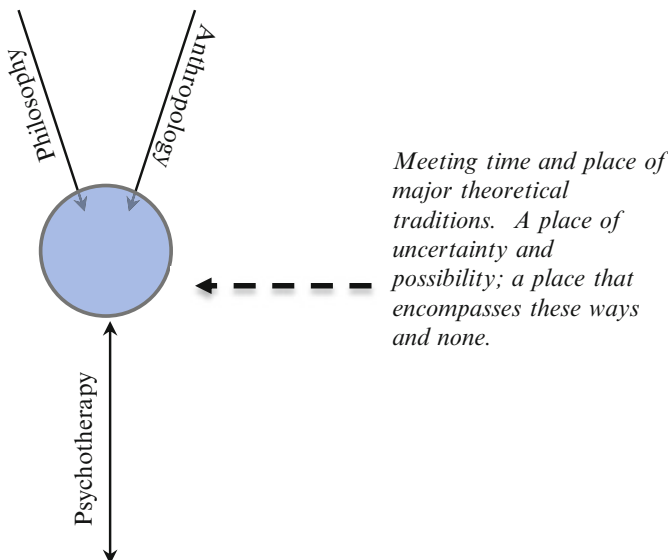 Philosophy
Anthropology
Meeting time and place of
major theoretical
traditions. A place of
uncertainty and
possibility; a place that
encompasses these ways
and none.
Psychotherapy